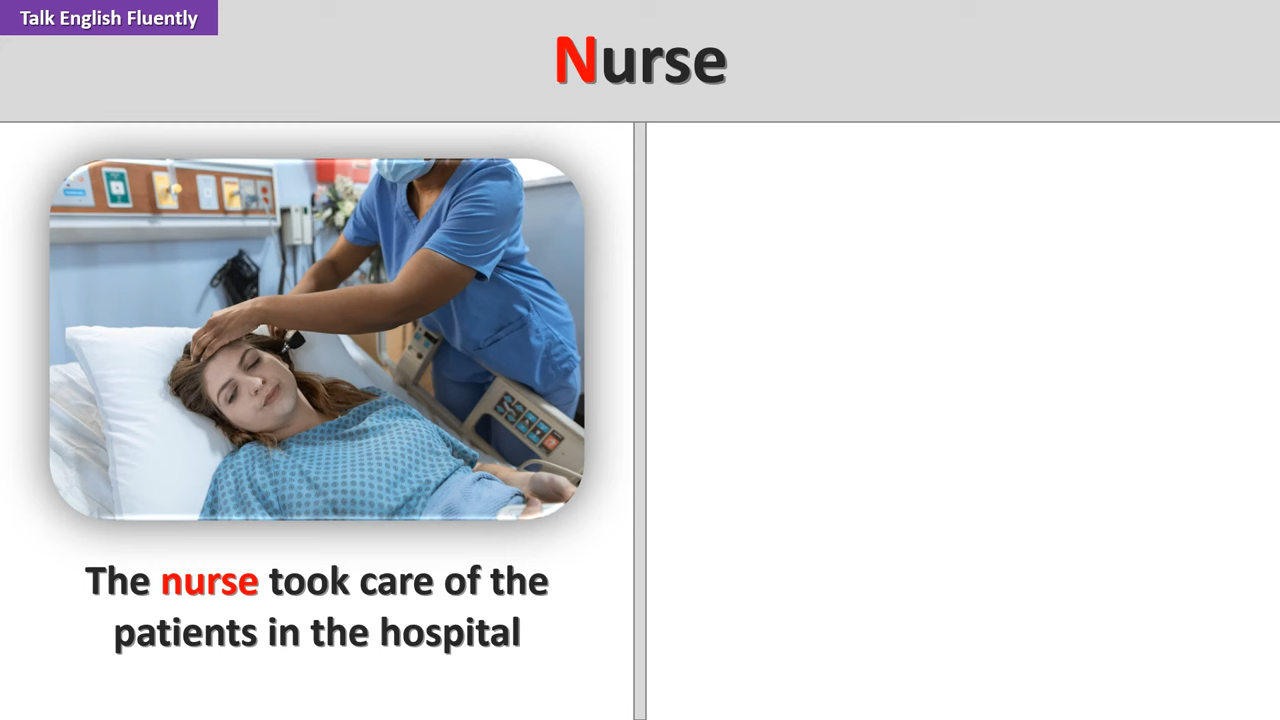 Talk English Fluently
Nurse
The nurse took care of the
patients in the hospital